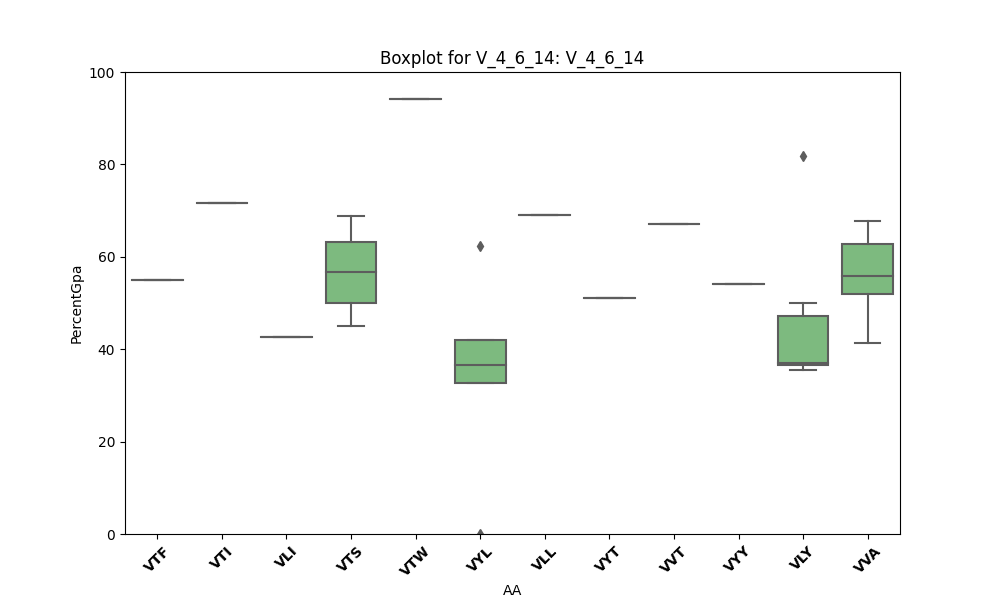 Boxplot for V_4_6_14: V_4_6_14
100
80
60
40
20
0
PercentGpa
VTF VTI VLI VTS VTW VYL VLL VYT VVT VYY VLY VVA
AA